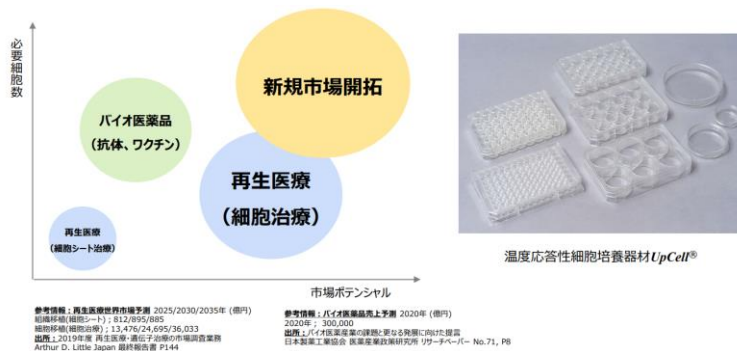 必要細胞数
新規市場開拓
バイオ医薬品
(抗体、ワクチン)
再生医療
(細胞治療)
再生医療
(細胞シート治療)
市場ポテンシャル
温度応答性細胞培養器材UpCell®
参考情報：再生医療世界市場予測 2025/2030/2035年 (億円)
組織移植(細胞シート)；812/895/885
細胞移植(細胞治療)；13,476/24,695/36,033
出所：2019年度 再生医療・遺伝子治療の市場調査業務
Arthur D. Little Japan 最終報告書 P144
参考情報：バイオ医薬品売上予測 2020年 (億円)
2020年； 300,000
出所：バイオ医薬産業の課題と更なる発展に向けた提言
日本製薬工業協会 医薬産業政策研究所 リサーチペーパー No.71, P8